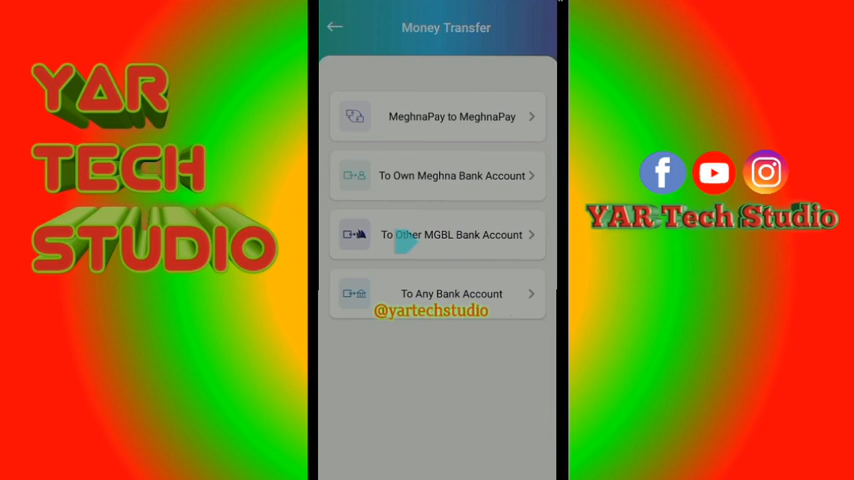 YAR
TECH
STUDIO
Money Transfer
MeghnaPay to MeghnaPay
To Own Meghna Bank Account
To Other MGBL Bank Account
To Any Bank Account
@yartechstudio
YAR Tech Studio